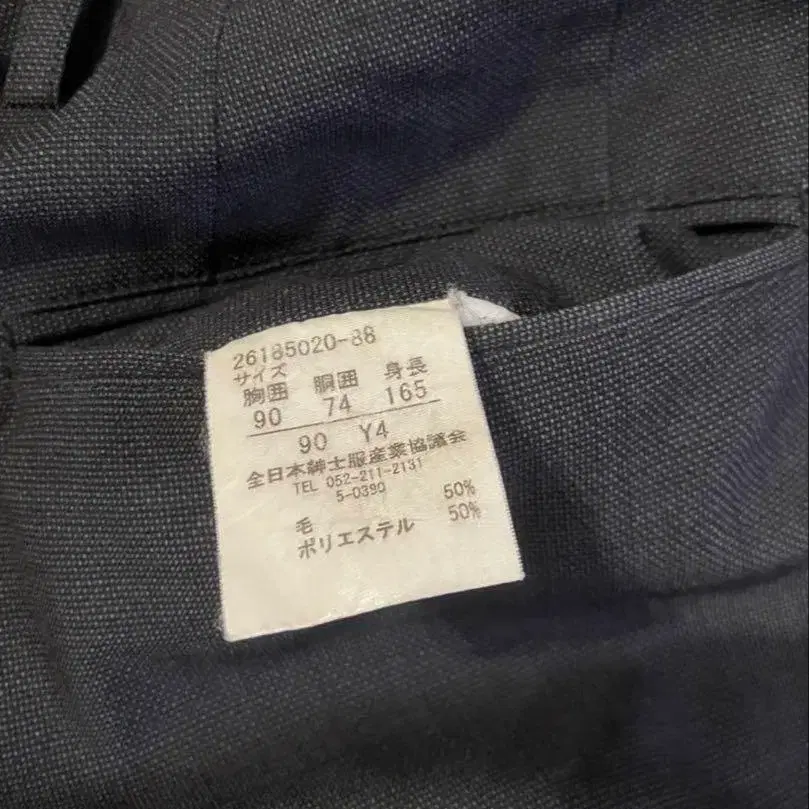 26185020-88
サイズ
胸囲 胴囲 身長
90 74 165
90 Y4
全日本紳士服産業協議会
TEL 052-211-2131
5-0390
毛 50%
ポリエステル 50%